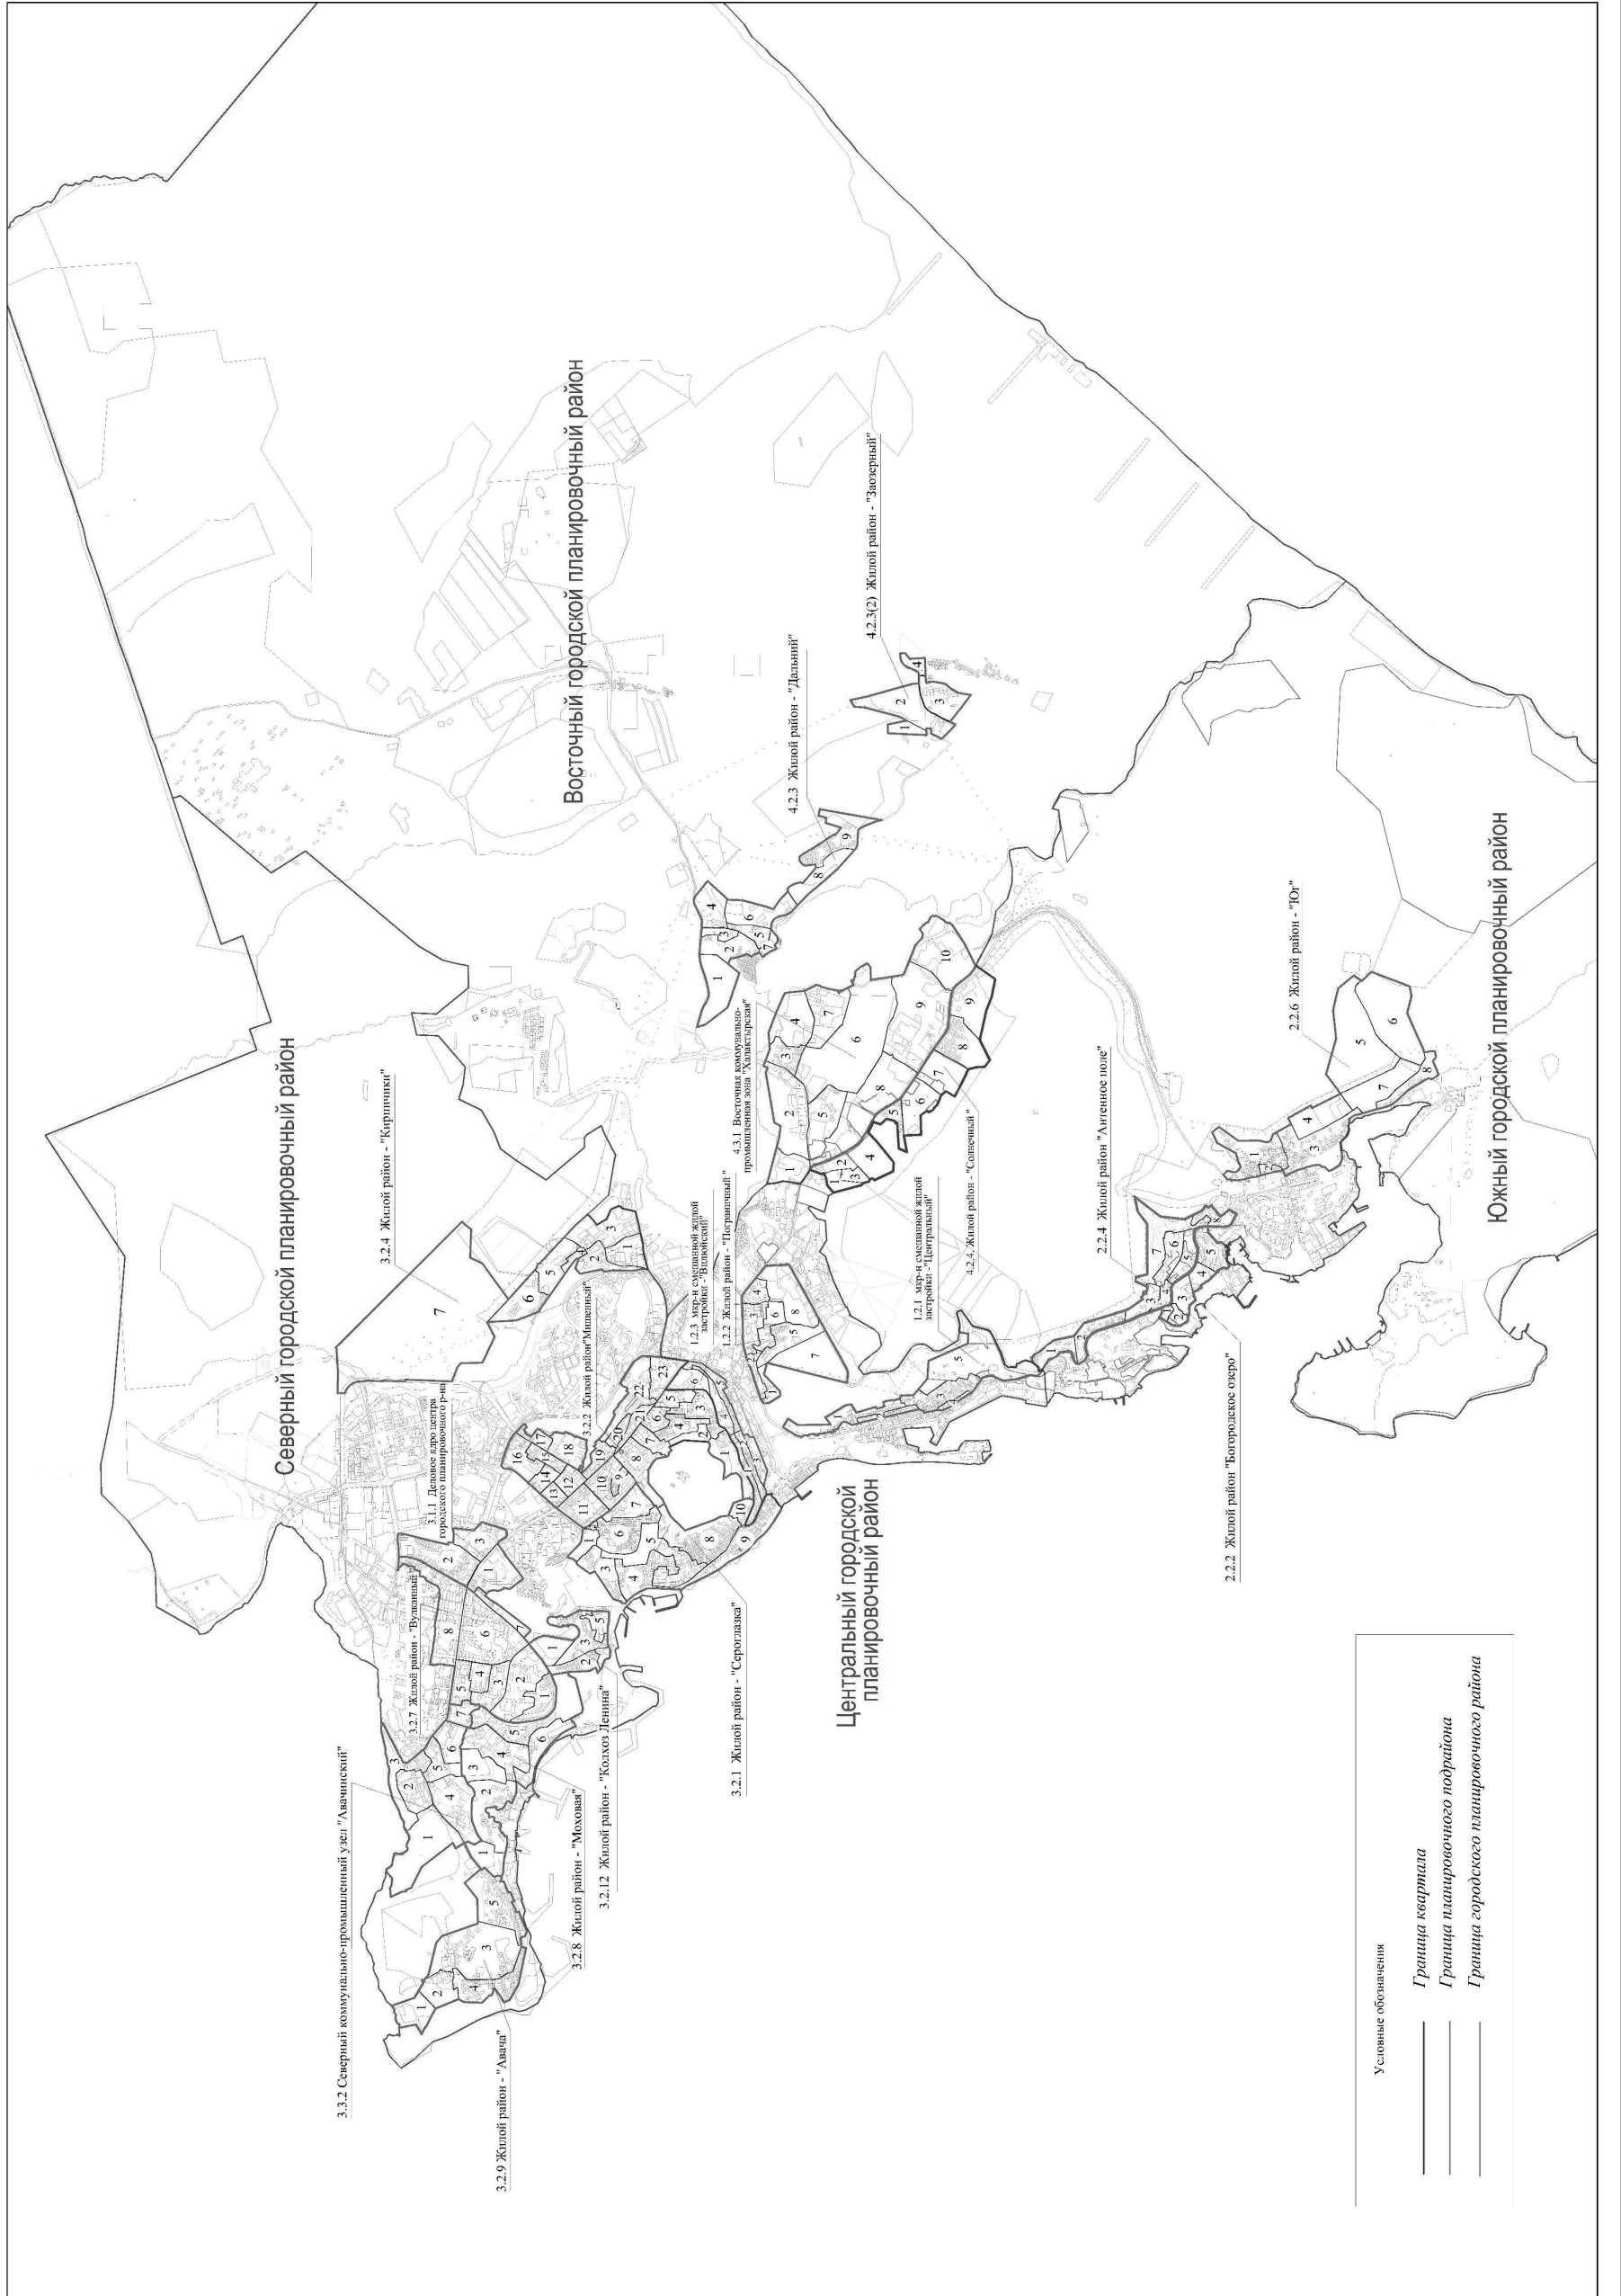 Северный городской планировочный район
Восточный городской планировочный район
Центральный городской
планировочный район
Южный городской планировочный район
3.3.2 Северный коммунально-промышленный узел "Авачинский"
3.2.9 Жилой район - "Авача"
3.2.7 Жилой район - "Вулканный"
3.1.1 Деловое ядро центра
городского планировочного р-на
3.2.4 Жилой район - "Кирпичики"
3.2.8 Жилой район - "Моховая"
3.2.12 Жилой район - "Колхоз Ленина"
3.2.2 Жилой район"Мишенный"
3.2.1 Жилой район - "Сероглазка"
1.2.3 мкр-н смешанной жилой
застройки -"Вилюйский"
1.2.2 Жилой район - "Пограничный"
4.3.1 Восточная коммунально-
промышленная зона "Халактырская"
4.2.3 Жилой район - "Дальний"
4.2.3(2) Жилой район - "Заозерный"
1.2.1 мкр-н смешанной жилой
застройки -"Центральный"
4.2.4. Жилой район - "Солнечный"
2.2.4 Жилой район "Антенное поле"
2.2.2 Жилой район "Богородское озеро"
2.2.6 Жилой район - "Юг"
Условные обозначения
Граница квартала
Граница планировочного подрайона
Граница городского планировочного района